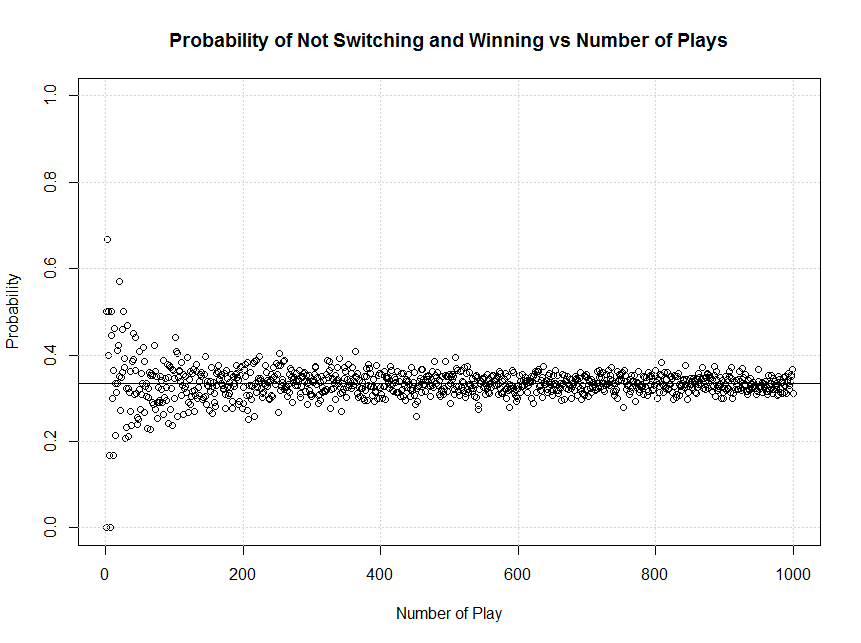 Probability of Not Switching and Winning vs Number of Plays
1.0
0.8
0.6
0.4
0.2
0.0
Probability
0 200 400 600 800 1000
Number of Play